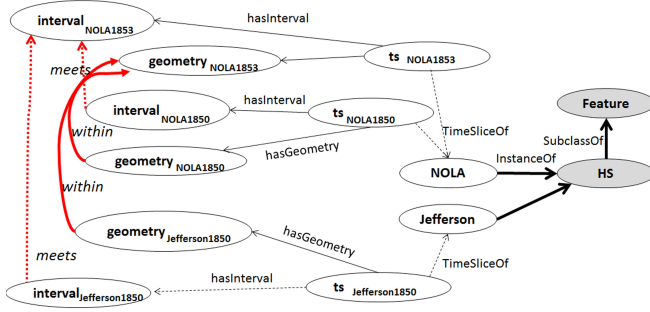 interval NOLA1853
hasInterval
geometry NOLA1853
ts NOLA1853
meets
interval NOLA1850
hasInterval
ts NOLA1850
Feature
within
hasGeometry
TimeSliceOf
SubclassOf
geometry NOLA1850
NOLA
InstanceOf
HS
within
geometry Jefferson1850
hasGeometry
Jefferson
meets
hasInterval
TimeSliceOf
interval Jefferson1850
ts Jefferson1850